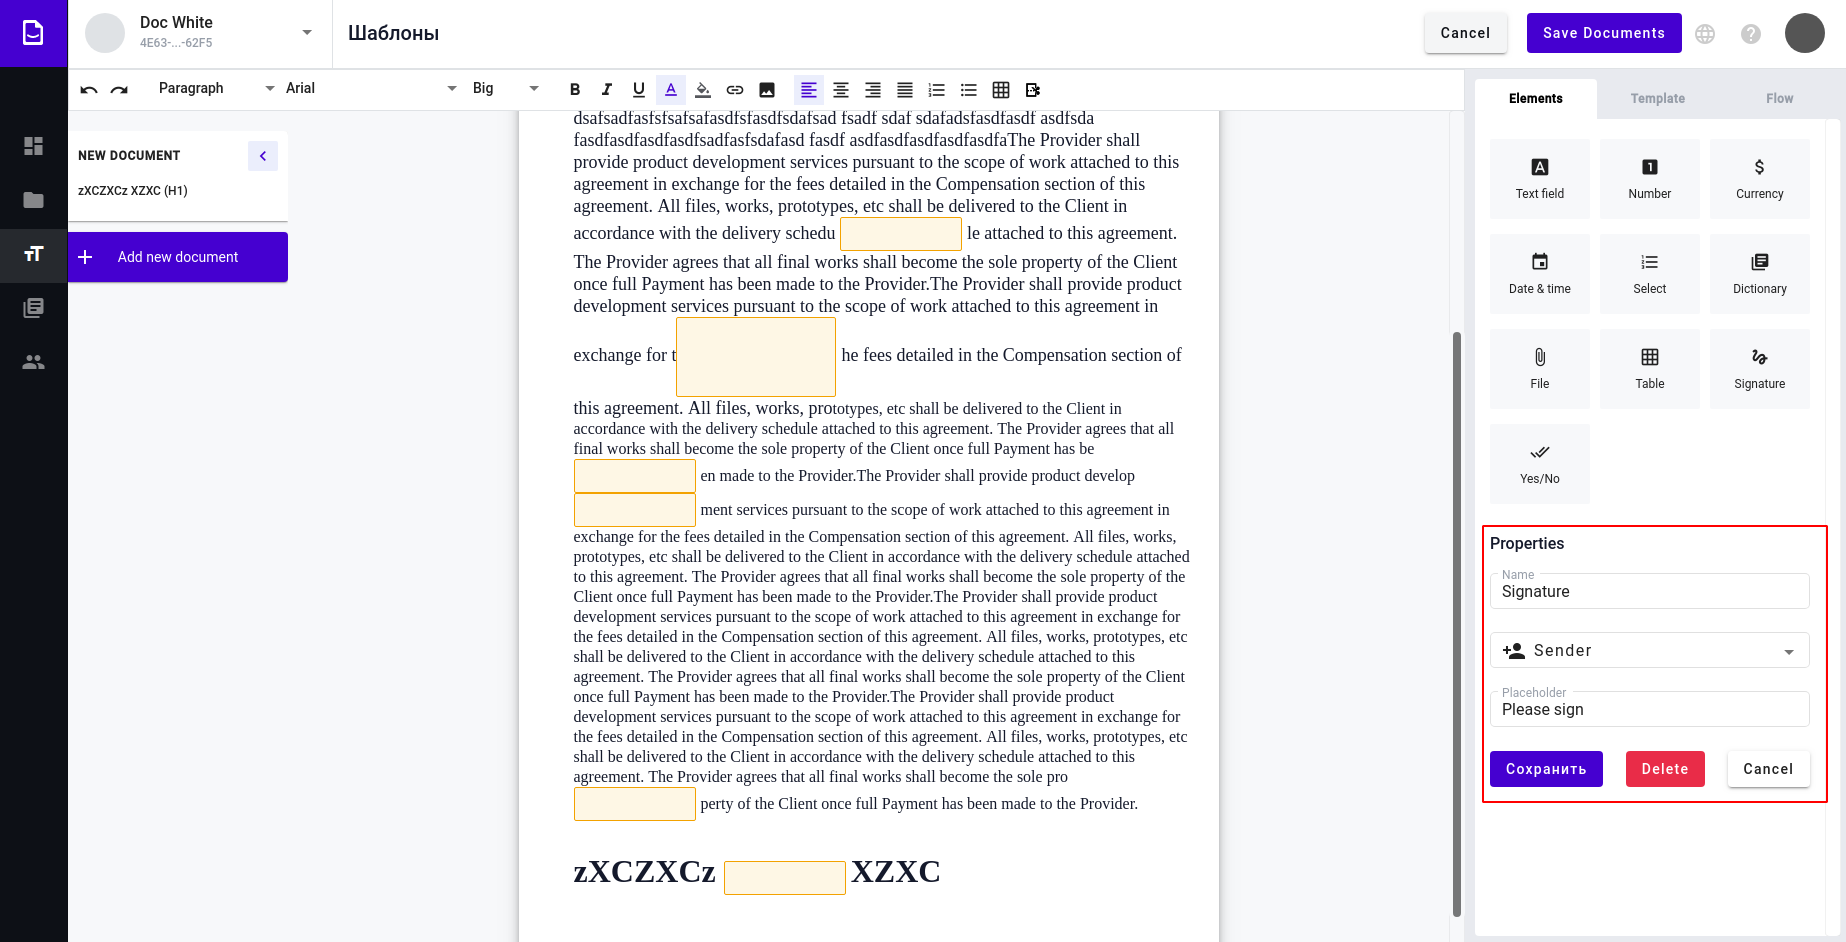 Doc White
4E63-...-62F5
Шаблоны
Cancel
Save Documents
Paragraph
Arial
Big
B I U A
NEW DOCUMENT
zXCZXCz XZXC (H1)
Add new document
dsafsadfasfsfsafsafasdfsfasdfsdafsad fsadf sdaf sdafadsfasdfasdf asdfsda
fasdfasdfasdfasdfsadfasfsdafasd fasdf asdfasdfasdfasdfasdfaThe Provider shall
provide product development services pursuant to the scope of work attached to this
agreement in exchange for the fees detailed in the Compensation section of this
agreement. All files, works, prototypes, etc shall be delivered to the Client in
accordance with the delivery schedu le attached to this agreement.
The Provider agrees that all final works shall become the sole property of the Client
once full Payment has been made to the Provider.The Provider shall provide product
development services pursuant to the scope of work attached to this agreement in
exchange for t he fees detailed in the Compensation section of
this agreement. All files, works, prototypes, etc shall be delivered to the Client in
accordance with the delivery schedule attached to this agreement. The Provider agrees that all
final works shall become the sole property of the Client once full Payment has be
en made to the Provider.The Provider shall provide product develop
ment services pursuant to the scope of work attached to this agreement in
exchange for the fees detailed in the Compensation section of this agreement. All files, works,
prototypes, etc shall be delivered to the Client in accordance with the delivery schedule attached
to this agreement. The Provider agrees that all final works shall become the sole property of the
Client once full Payment has been made to the Provider.The Provider shall provide product
development services pursuant to the scope of work attached to this agreement in exchange for
the fees detailed in the Compensation section of this agreement. All files, works, prototypes, etc
shall be delivered to the Client in accordance with the delivery schedule attached to this
agreement. The Provider agrees that all final works shall become the sole property of the Client
once full Payment has been made to the Provider.The Provider shall provide product
development services pursuant to the scope of work attached to this agreement in exchange for
the fees detailed in the Compensation section of this agreement. All files, works, prototypes, etc
shall be delivered to the Client in accordance with the delivery schedule attached to this
agreement. The Provider agrees that all final works shall become the sole pro
perty of the Client once full Payment has been made to the Provider.
zXCZXCz XZXC
Elements
Template
Flow
Text field
Number
Currency
Date & time
Select
Dictionary
File
Table
Signature
Yes/No
Properties
Name
Signature
Sender
Placeholder
Please sign
Сохранить
Delete
Cancel